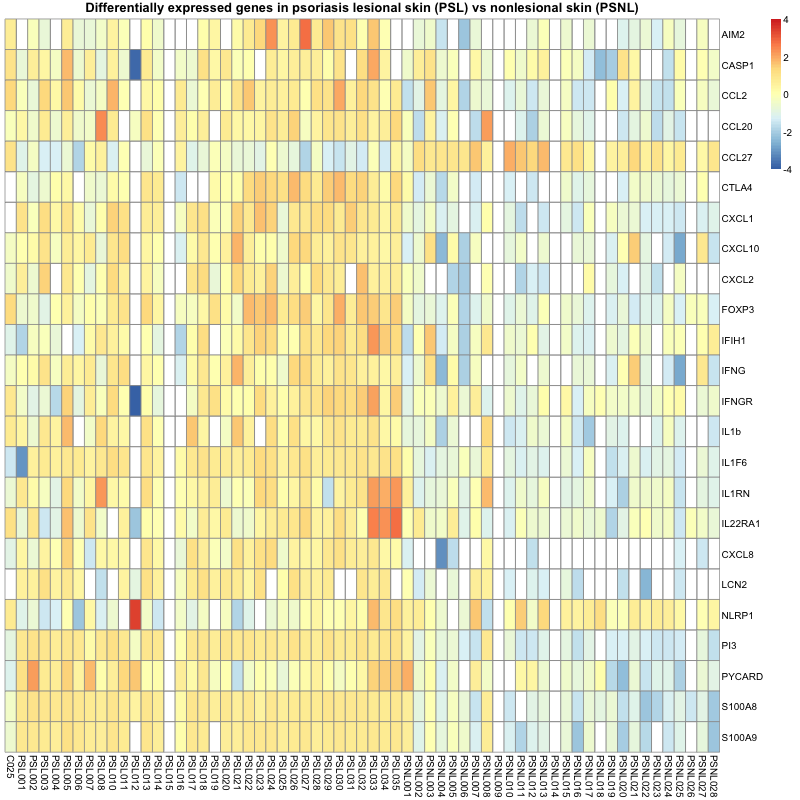 Differentially expressed genes in psoriasis lesional skin (PSL) vs nonlesional skin (PSNL)
4
2
0
-2
-4
AIM2
CASP1
CCL2
CCL20
CCL27
CTLA4
CXCL1
CXCL10
CXCL2
FOXP3
IFIH1
IFNG
IFNGR
IL1b
IL1F6
IL1RN
IL22RA1
CXCL8
LCN2
NLRP1
PI3
PYCARD
S100A8
S100A9
C025
PSL001
PSL002
PSL003
PSL004
PSL005
PSL006
PSL007
PSL008
PSL010
PSL011
PSL012
PSL013
PSL014
PSL015
PSL016
PSL017
PSL018
PSL019
PSL020
PSL021
PSL022
PSL023
PSL024
PSL025
PSL026
PSL027
PSL028
PSL029
PSL030
PSL031
PSL032
PSL033
PSL034
PSL035
PSNL001
PSNL002
PSNL003
PSNL004
PSNL005
PSNL006
PSNL007
PSNL008
PSNL009
PSNL010
PSNL011
PSNL012
PSNL013
PSNL014
PSNL015
PSNL016
PSNL017
PSNL018
PSNL019
PSNL020
PSNL021
PSNL022
PSNL023
PSNL024
PSNL025
PSNL026
PSNL027
PSNL028